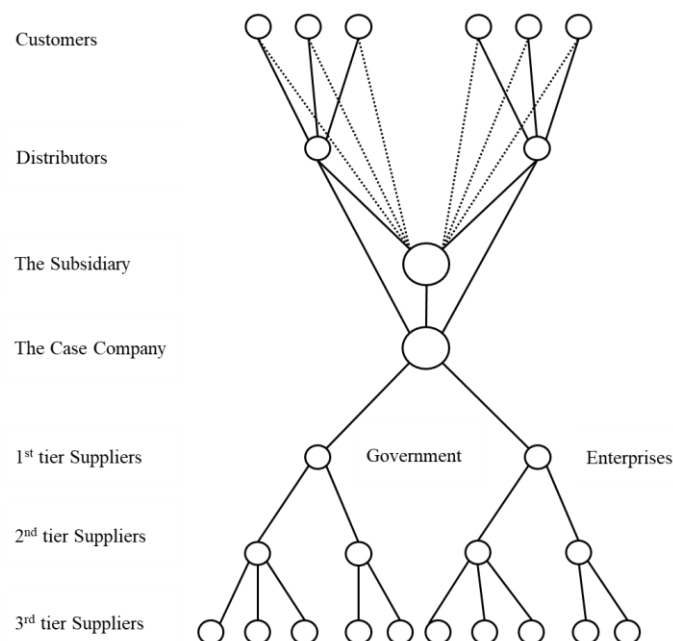 Customers
Distributors
The Subsidiary
The Case Company
1st tier Suppliers
Government
Enterprises
2nd tier Suppliers
3rd tier Suppliers